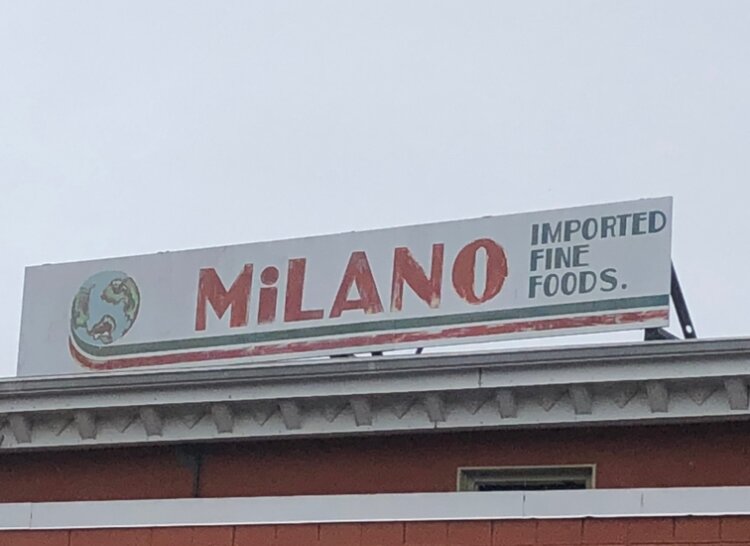 MiLANO
IMPORTED
FINE
FOODS.